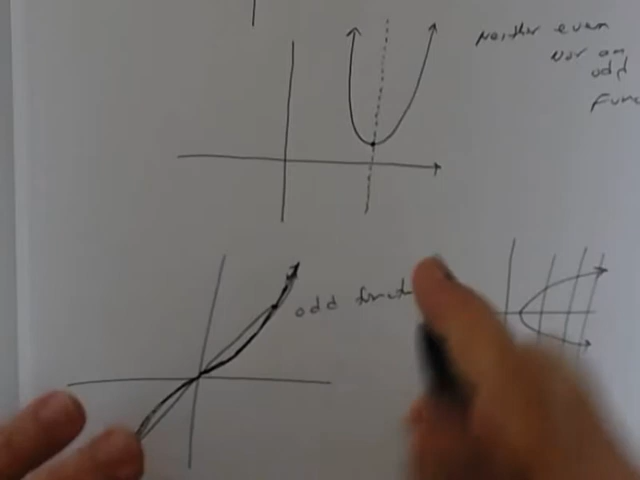 Neither even
nor an
odd
Func
odd funct